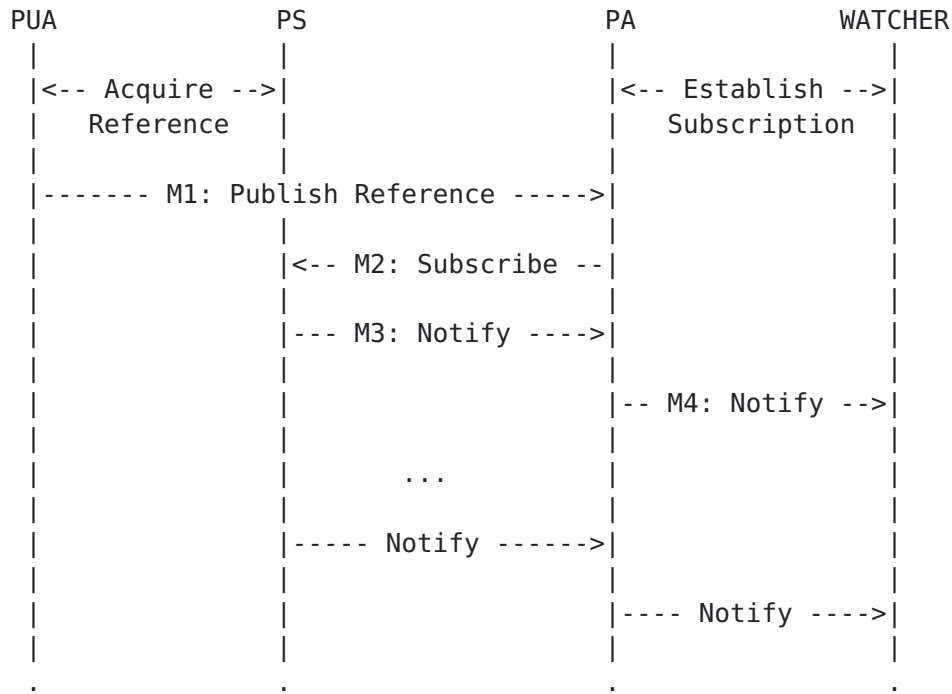 PUA PS PA WATCHER
| | | |
|<-- Acquire -->| |<-- Establish -->|
| Reference | | Subscription |
| | | |
|------- M1: Publish Reference ----->| |
| | | |
| |<-- M2: Subscribe --| |
| | | |
| |--- M3: Notify ---->| |
| | | |
| | |-- M4: Notify -->|
| | | |
| | ... | |
| | | |
| |----- Notify ------>| |
| | | |
| | |---- Notify ---->|
| | | |
. . . .